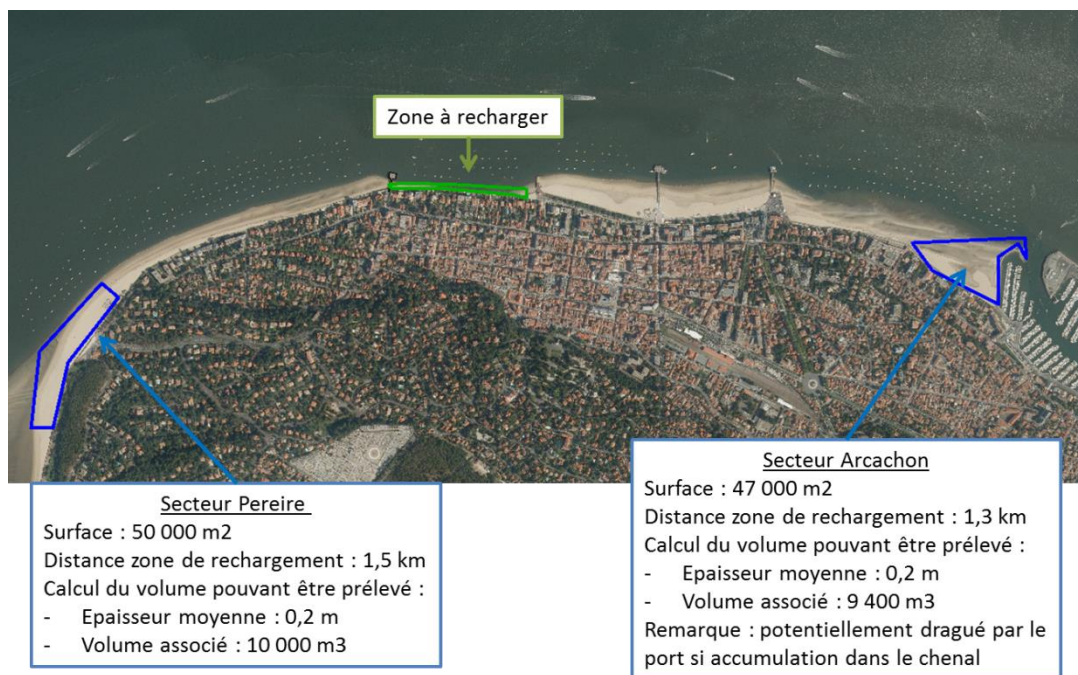 Zone à recharger
Secteur Pereire
Surface : 50 000 m2
Distance zone de rechargement : 1,5 km
Calcul du volume pouvant être prélevé :
- Epaisseur moyenne : 0,2 m
- Volume associé : 10 000 m3
Secteur Arcachon
Surface : 47 000 m2
Distance zone de rechargement : 1,3 km
Calcul du volume pouvant être prélevé :
- Epaisseur moyenne : 0,2 m
- Volume associé : 9 400 m3
Remarque : potentiellement dragué par le
port si accumulation dans le chenal